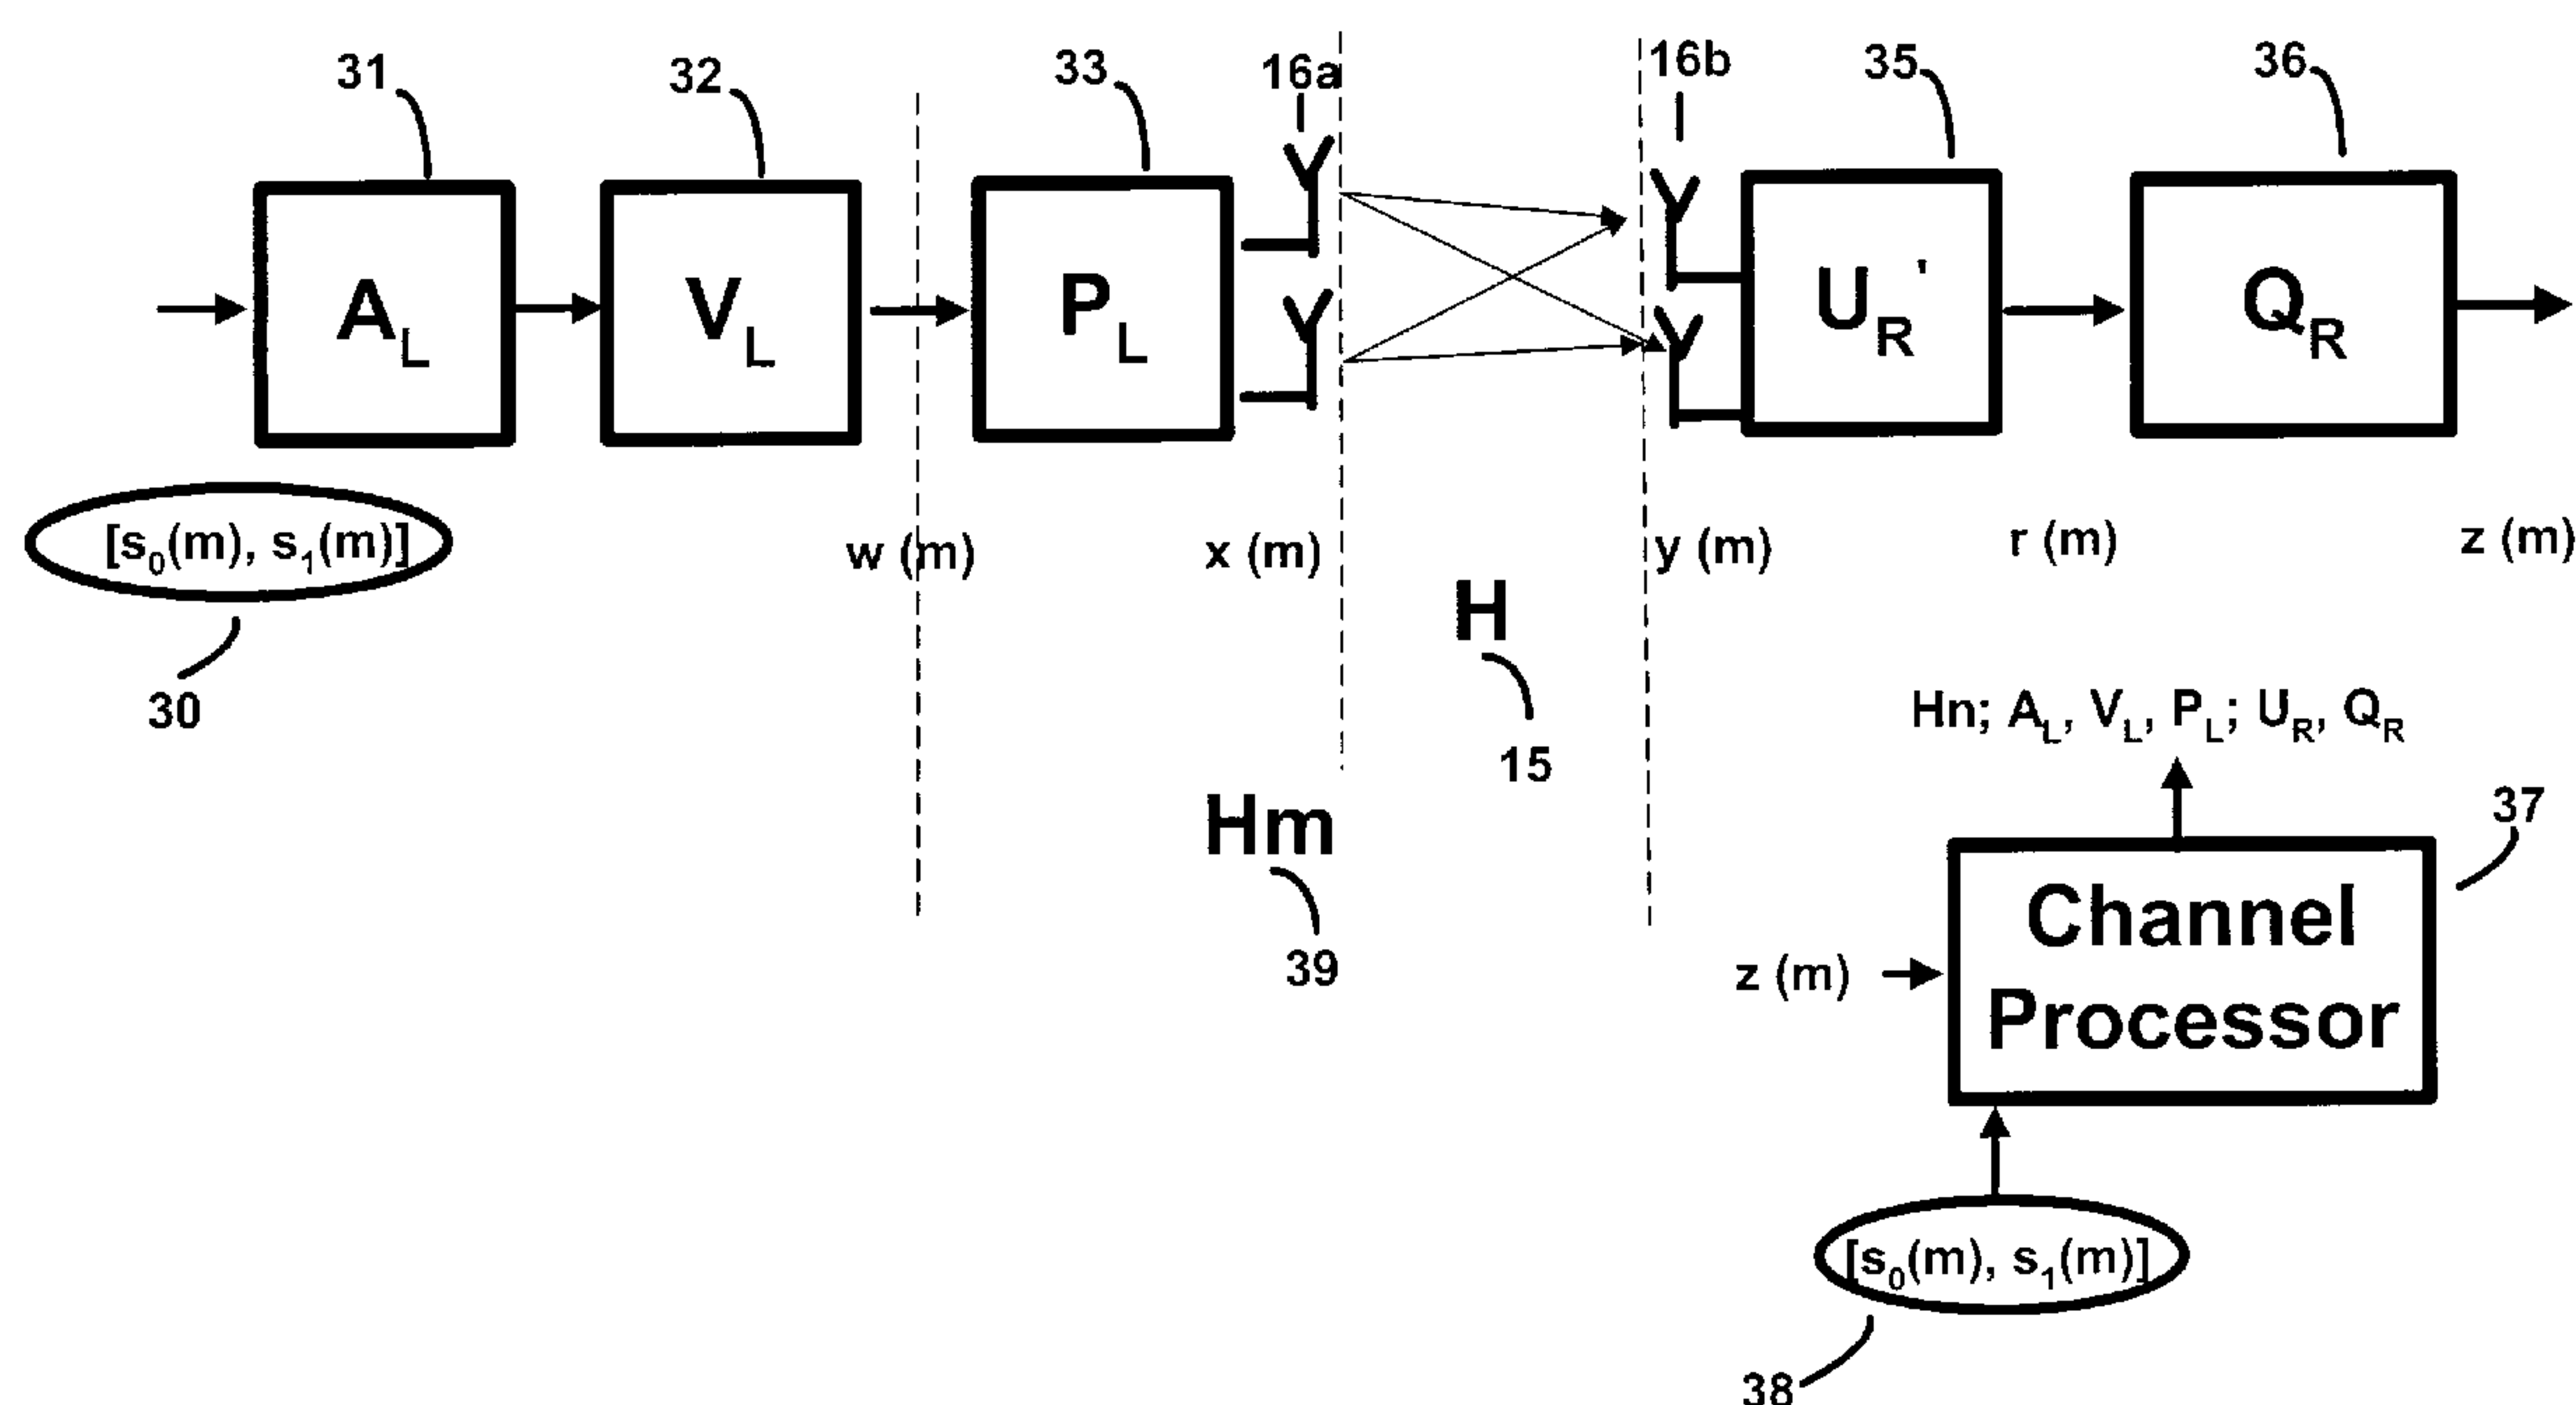 31
32
33
16a
16b
35
36
A_L
V_L
P_L
U_R'
Q_R
[s_0(m), s_1(m)]
w (m)
x (m)
y (m)
r (m)
z (m)
30
H
15
Hm
39
Hn; A_L, V_L, P_L; U_R, Q_R
37
Channel
Processor
z (m)
[s_0(m), s_1(m)]
38